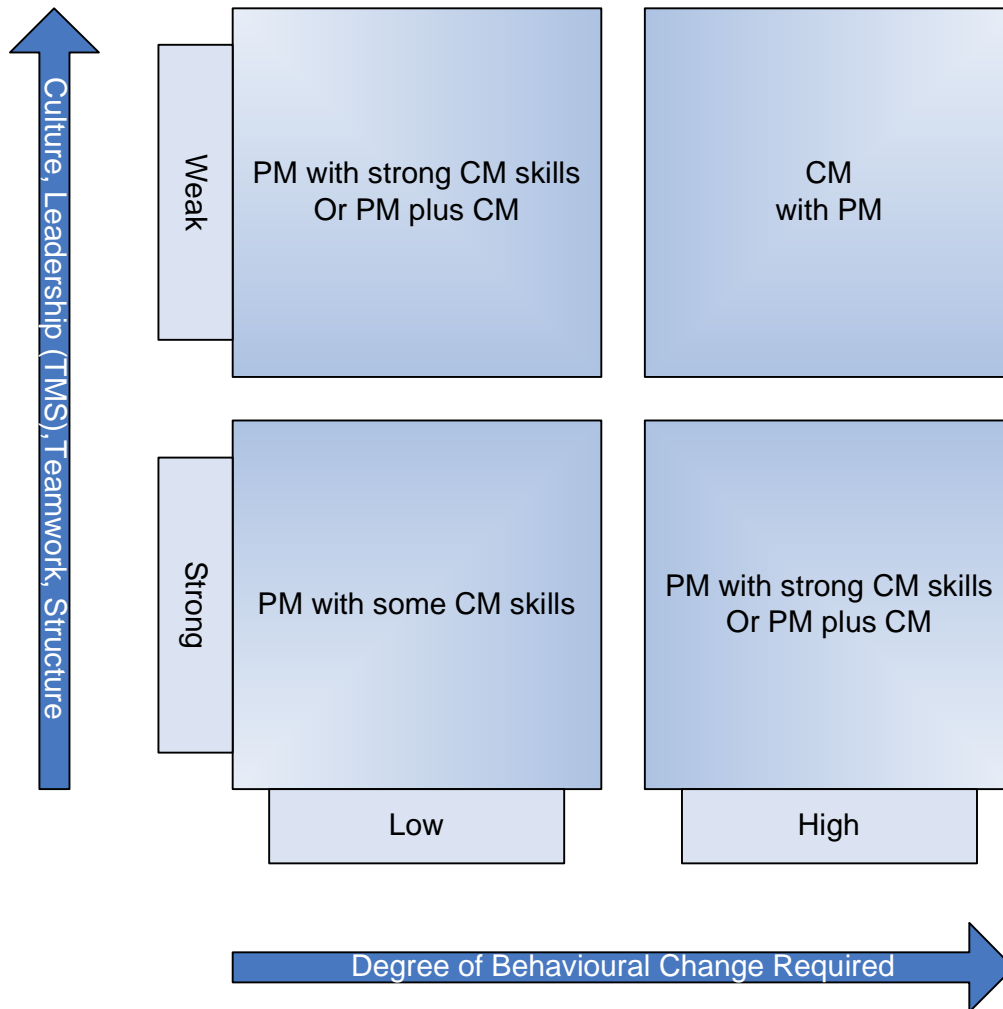 Culture, Leadership (TMS),Teamwork, Structure
Weak
PM with strong CM skills
Or PM plus CM
CM
with PM
Strong
PM with some CM skills
PM with strong CM skills
Or PM plus CM
Low
High
Degree of Behavioural Change Required